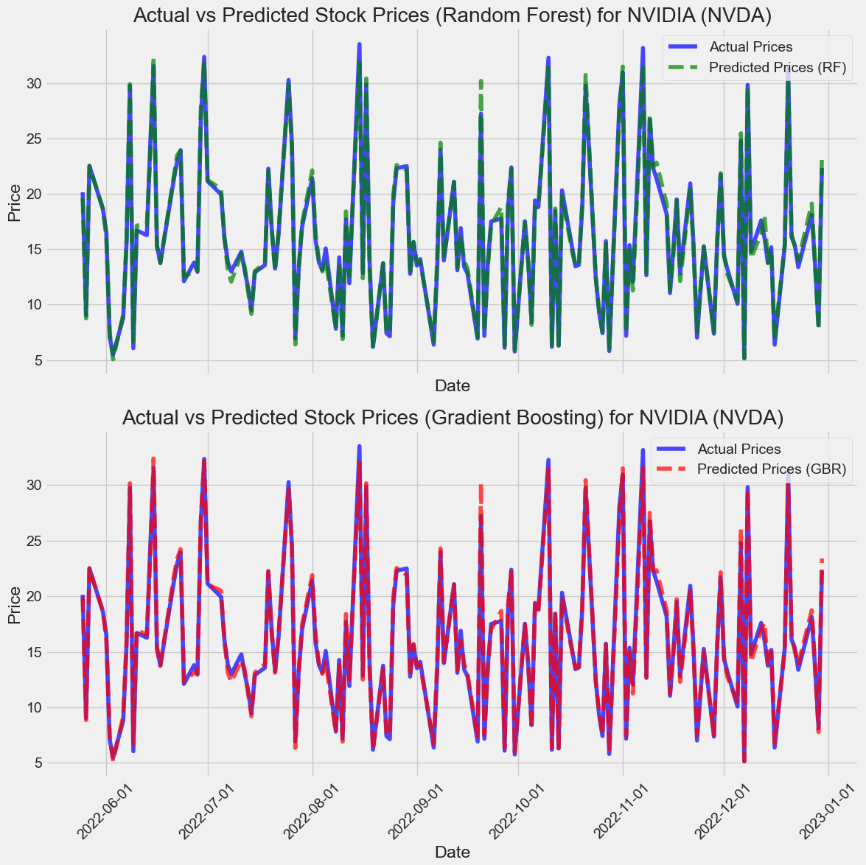 Actual vs Predicted Stock Prices (Random Forest) for NVIDIA (NVDA)
Actual Prices
Predicted Prices (RF)
30
25
20
15
10
5
Price
Date
Actual vs Predicted Stock Prices (Gradient Boosting) for NVIDIA (NVDA)
Actual Prices
Predicted Prices (GBR)
30
25
20
15
10
5
Price
2022-06-01
2022-07-01
2022-08-01
2022-09-01
2022-10-01
2022-11-01
2022-12-01
2023-01-01
Date